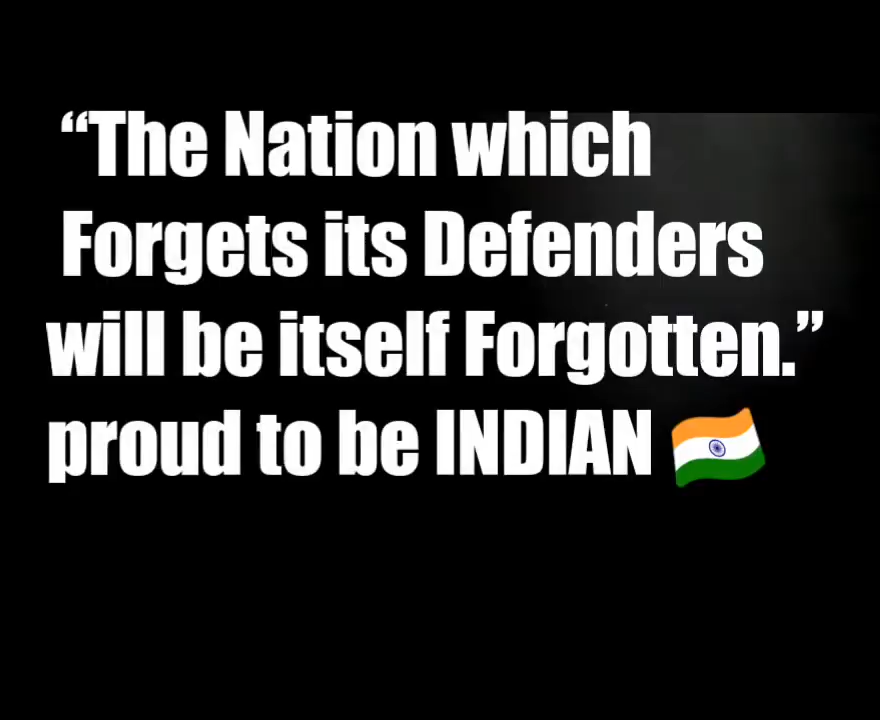 “The Nation which
Forgets its Defenders
will be itself Forgotten.”
proud to be INDIAN 🇮🇳